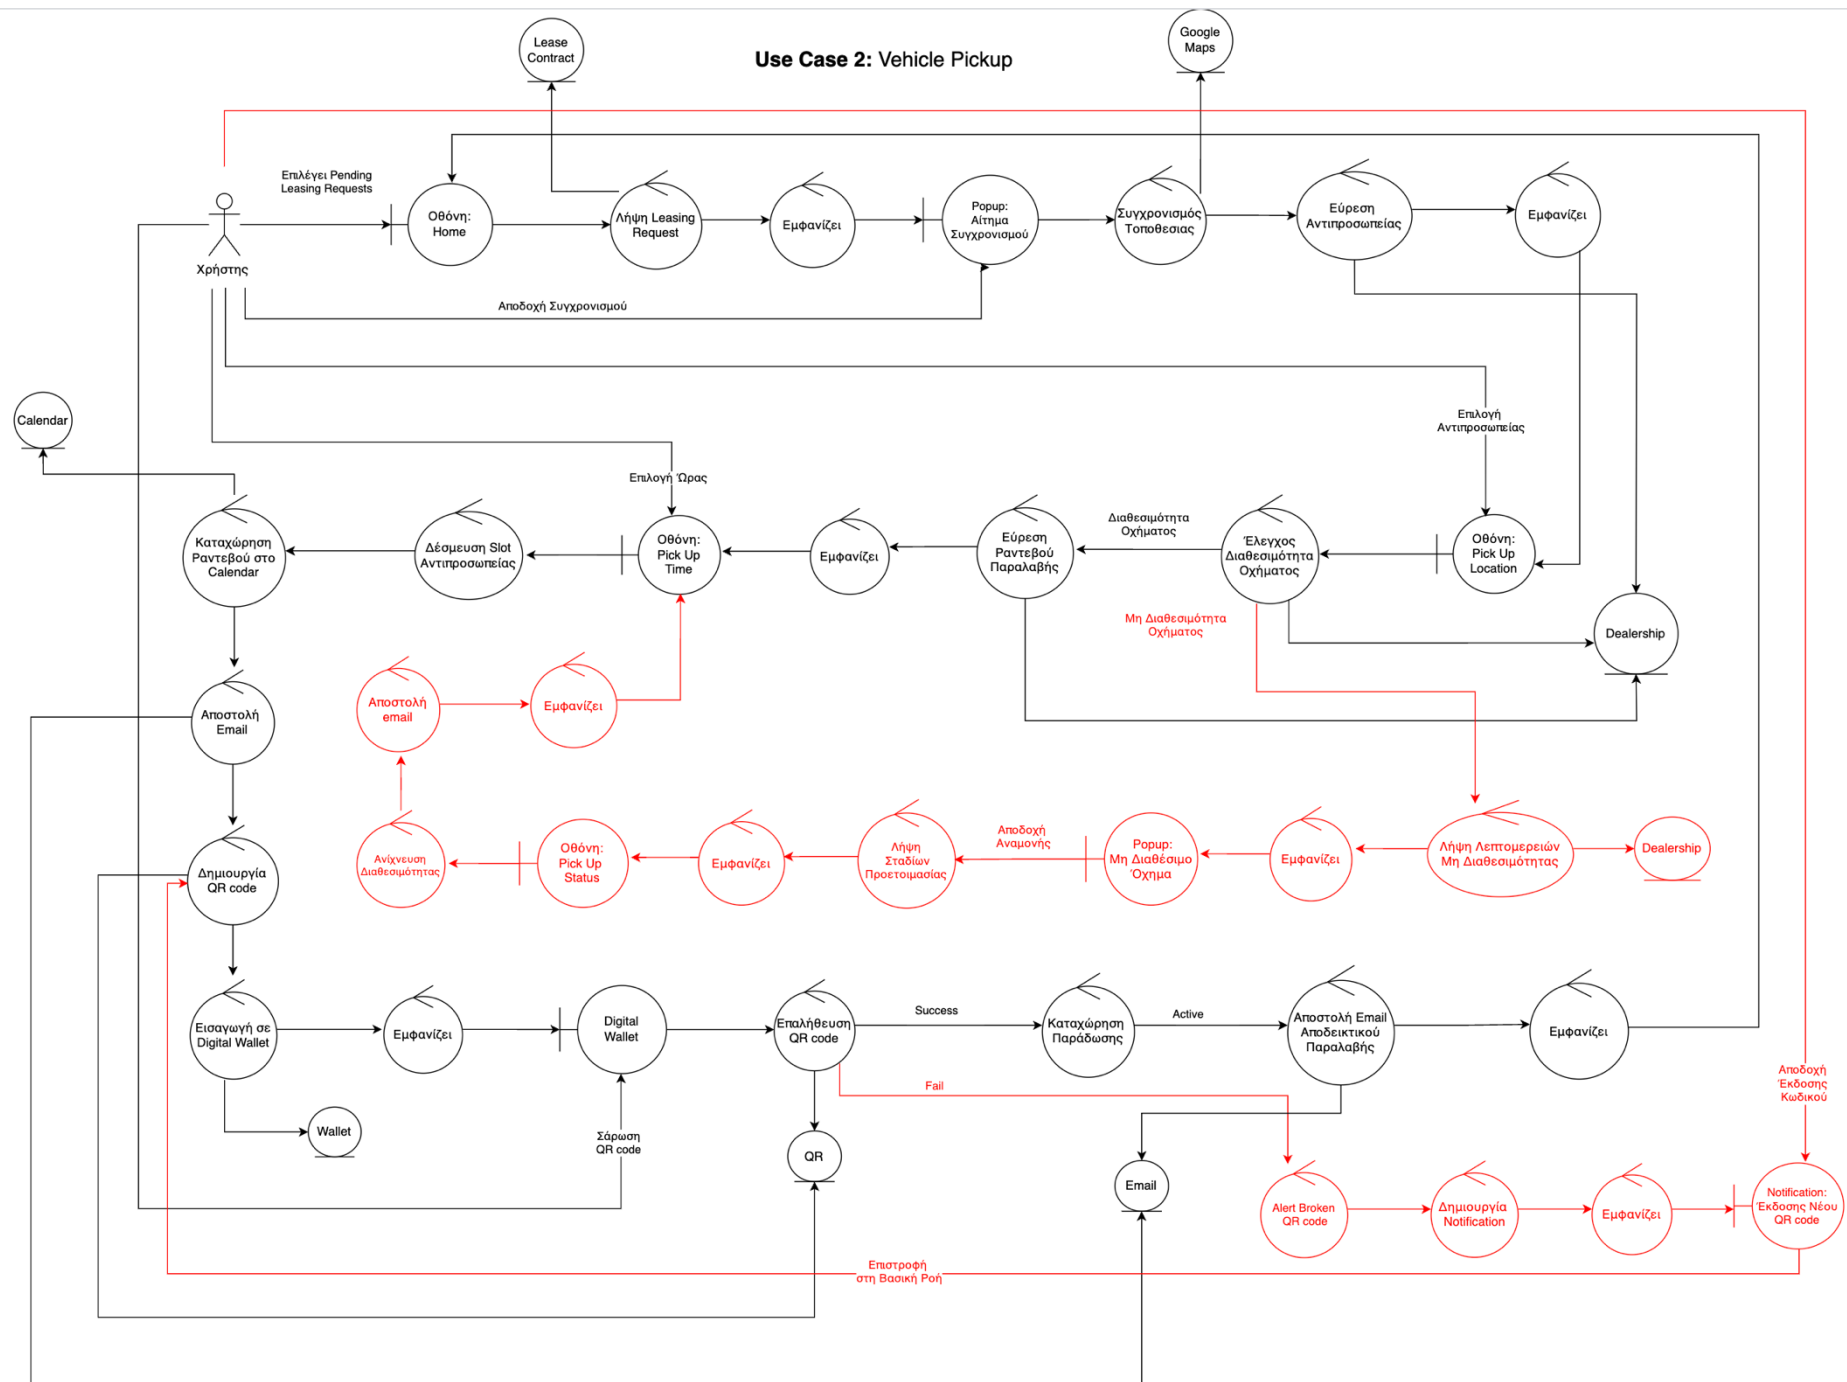 Lease
Contract
Use Case 2: Vehicle Pickup
Google
Maps
Επιλέγει Pending
Leasing Requests
Χρήστης
Οθόνη:
Home
Λήψη Leasing
Request
Εμφανίζει
Popup:
Αίτημα
Συγχρονισμού
Συγχρονισμός
Τοποθεσιας
Εύρεση
Αντιπροσωπείας
Εμφανίζει
Αποδοχή Συγχρονισμού
Calendar
Επιλογή
Αντιπροσωπείας
Επιλογή Ώρας
Καταχώρηση
Ραντεβού στο
Calendar
Δέσμευση Slot
Αντιπροσωπείας
Οθόνη:
Pick Up
Time
Εμφανίζει
Εύρεση
Ραντεβού
Παραλαβής
Διαθεσιμότητα
Οχήματος
Έλεγχος
Διαθεσιμότητα
Οχήματος
Οθόνη:
Pick Up
Location
Μη Διαθεσιμότητα
Οχήματος
Dealership
Αποστολή
Email
Αποστολή
email
Εμφανίζει
Δημιουργία
QR code
Ανίχνευση
Διαθεσιμότητας
Οθόνη:
Pick Up
Status
Εμφανίζει
Λήψη
Σταδίων
Προετοιμασίας
Αποδοχή
Αναμονής
Popup:
Μη Διαθέσιμο
Όχημα
Εμφανίζει
Λήψη Λεπτομερειών
Μη Διαθεσιμότητας
Dealership
Εισαγωγή σε
Digital Wallet
Εμφανίζει
Digital
Wallet
Επαλήθευση
QR code
Success
Καταχώρηση
Παράδωσης
Active
Αποστολή Email
Αποδεικτικού
Παραλαβής
Εμφανίζει
Fail
Αποδοχή
Έκδοσης
Κωδικού
Wallet
Σάρωση
QR code
QR
Email
Alert Broken
QR code
Δημιουργία
Notification
Εμφανίζει
Notification:
Έκδοσης Νέου
QR code
Επιστροφή
στη Βασική Ροή